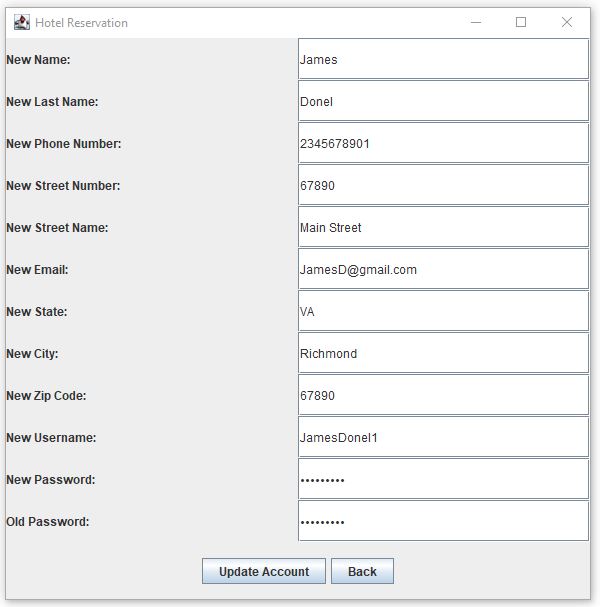 Hotel Reservation
New Name: James
New Last Name: Donel
New Phone Number: 2345678901
New Street Number: 67890
New Street Name: Main Street
New Email: JamesD@gmail.com
New State: VA
New City: Richmond
New Zip Code: 67890
New Username: JamesDonel1
New Password: •••••••••
Old Password: •••••••••
Update Account Back